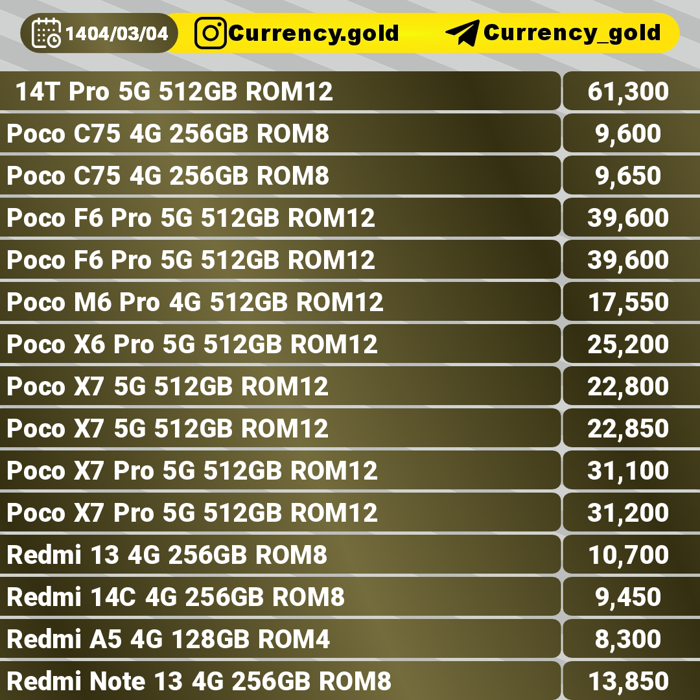 1404/03/04 Currency.gold Currency_gold
14T Pro 5G 512GB ROM12 61,300
Poco C75 4G 256GB ROM8 9,600
Poco C75 4G 256GB ROM8 9,650
Poco F6 Pro 5G 512GB ROM12 39,600
Poco F6 Pro 5G 512GB ROM12 39,600
Poco M6 Pro 4G 512GB ROM12 17,550
Poco X6 Pro 5G 512GB ROM12 25,200
Poco X7 5G 512GB ROM12 22,800
Poco X7 5G 512GB ROM12 22,850
Poco X7 Pro 5G 512GB ROM12 31,100
Poco X7 Pro 5G 512GB ROM12 31,200
Redmi 13 4G 256GB ROM8 10,700
Redmi 14C 4G 256GB ROM8 9,450
Redmi A5 4G 128GB ROM4 8,300
Redmi Note 13 4G 256GB ROM8 13,850